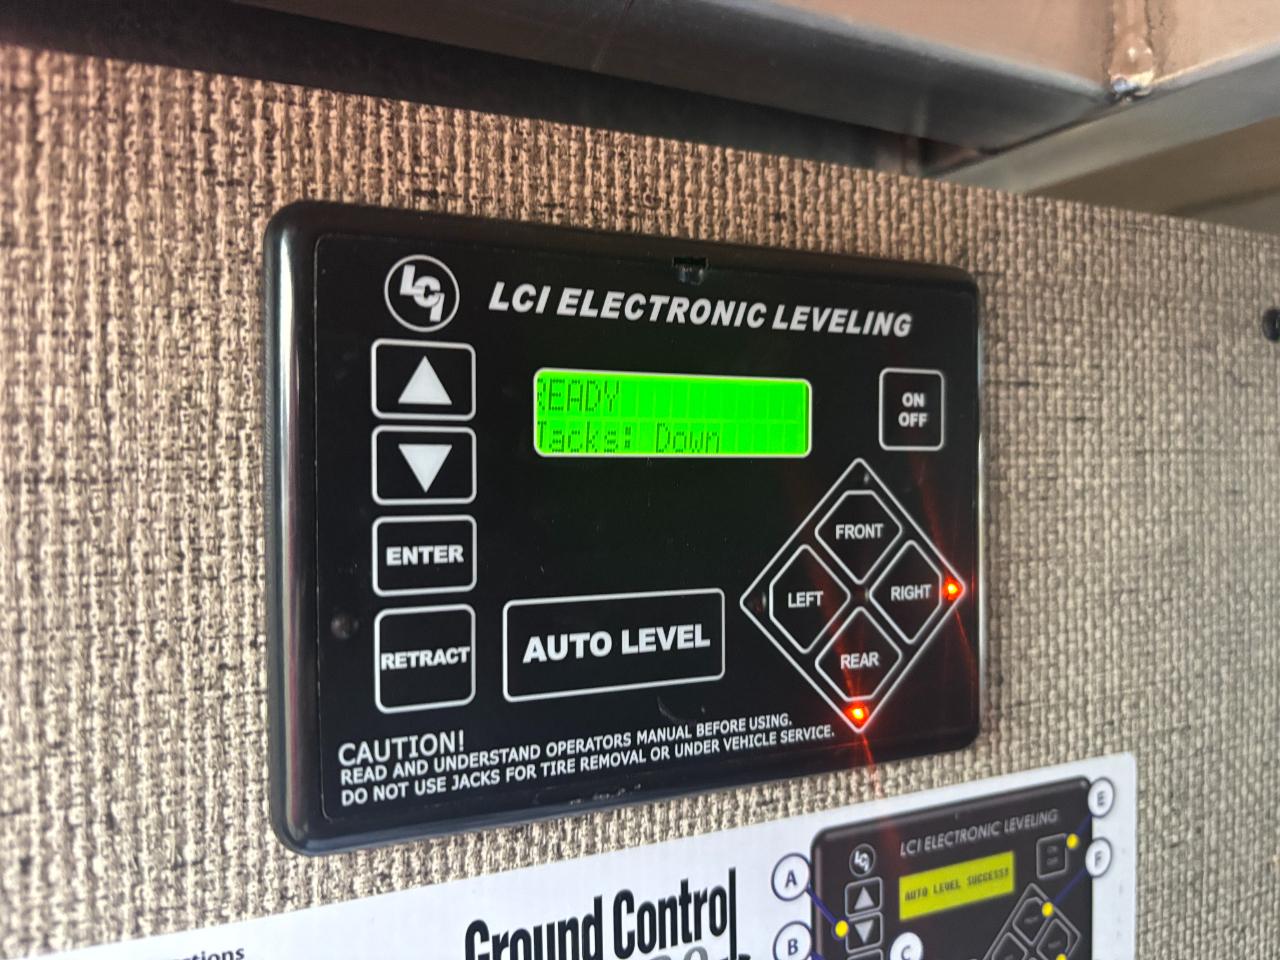 LCI
LCI ELECTRONIC LEVELING
READY
Jacks: Down
ON
OFF
FRONT
LEFT
RIGHT
REAR
ENTER
RETRACT
AUTO LEVEL
CAUTION!
READ AND UNDERSTAND OPERATORS MANUAL BEFORE USING.
DO NOT USE JACKS FOR TIRE REMOVAL OR UNDER VEHICLE SERVICE.
Ground Control
A
B
C
E
F
LCI
LCI ELECTRONIC LEVELING
AUTO LEVEL SUCCESS!